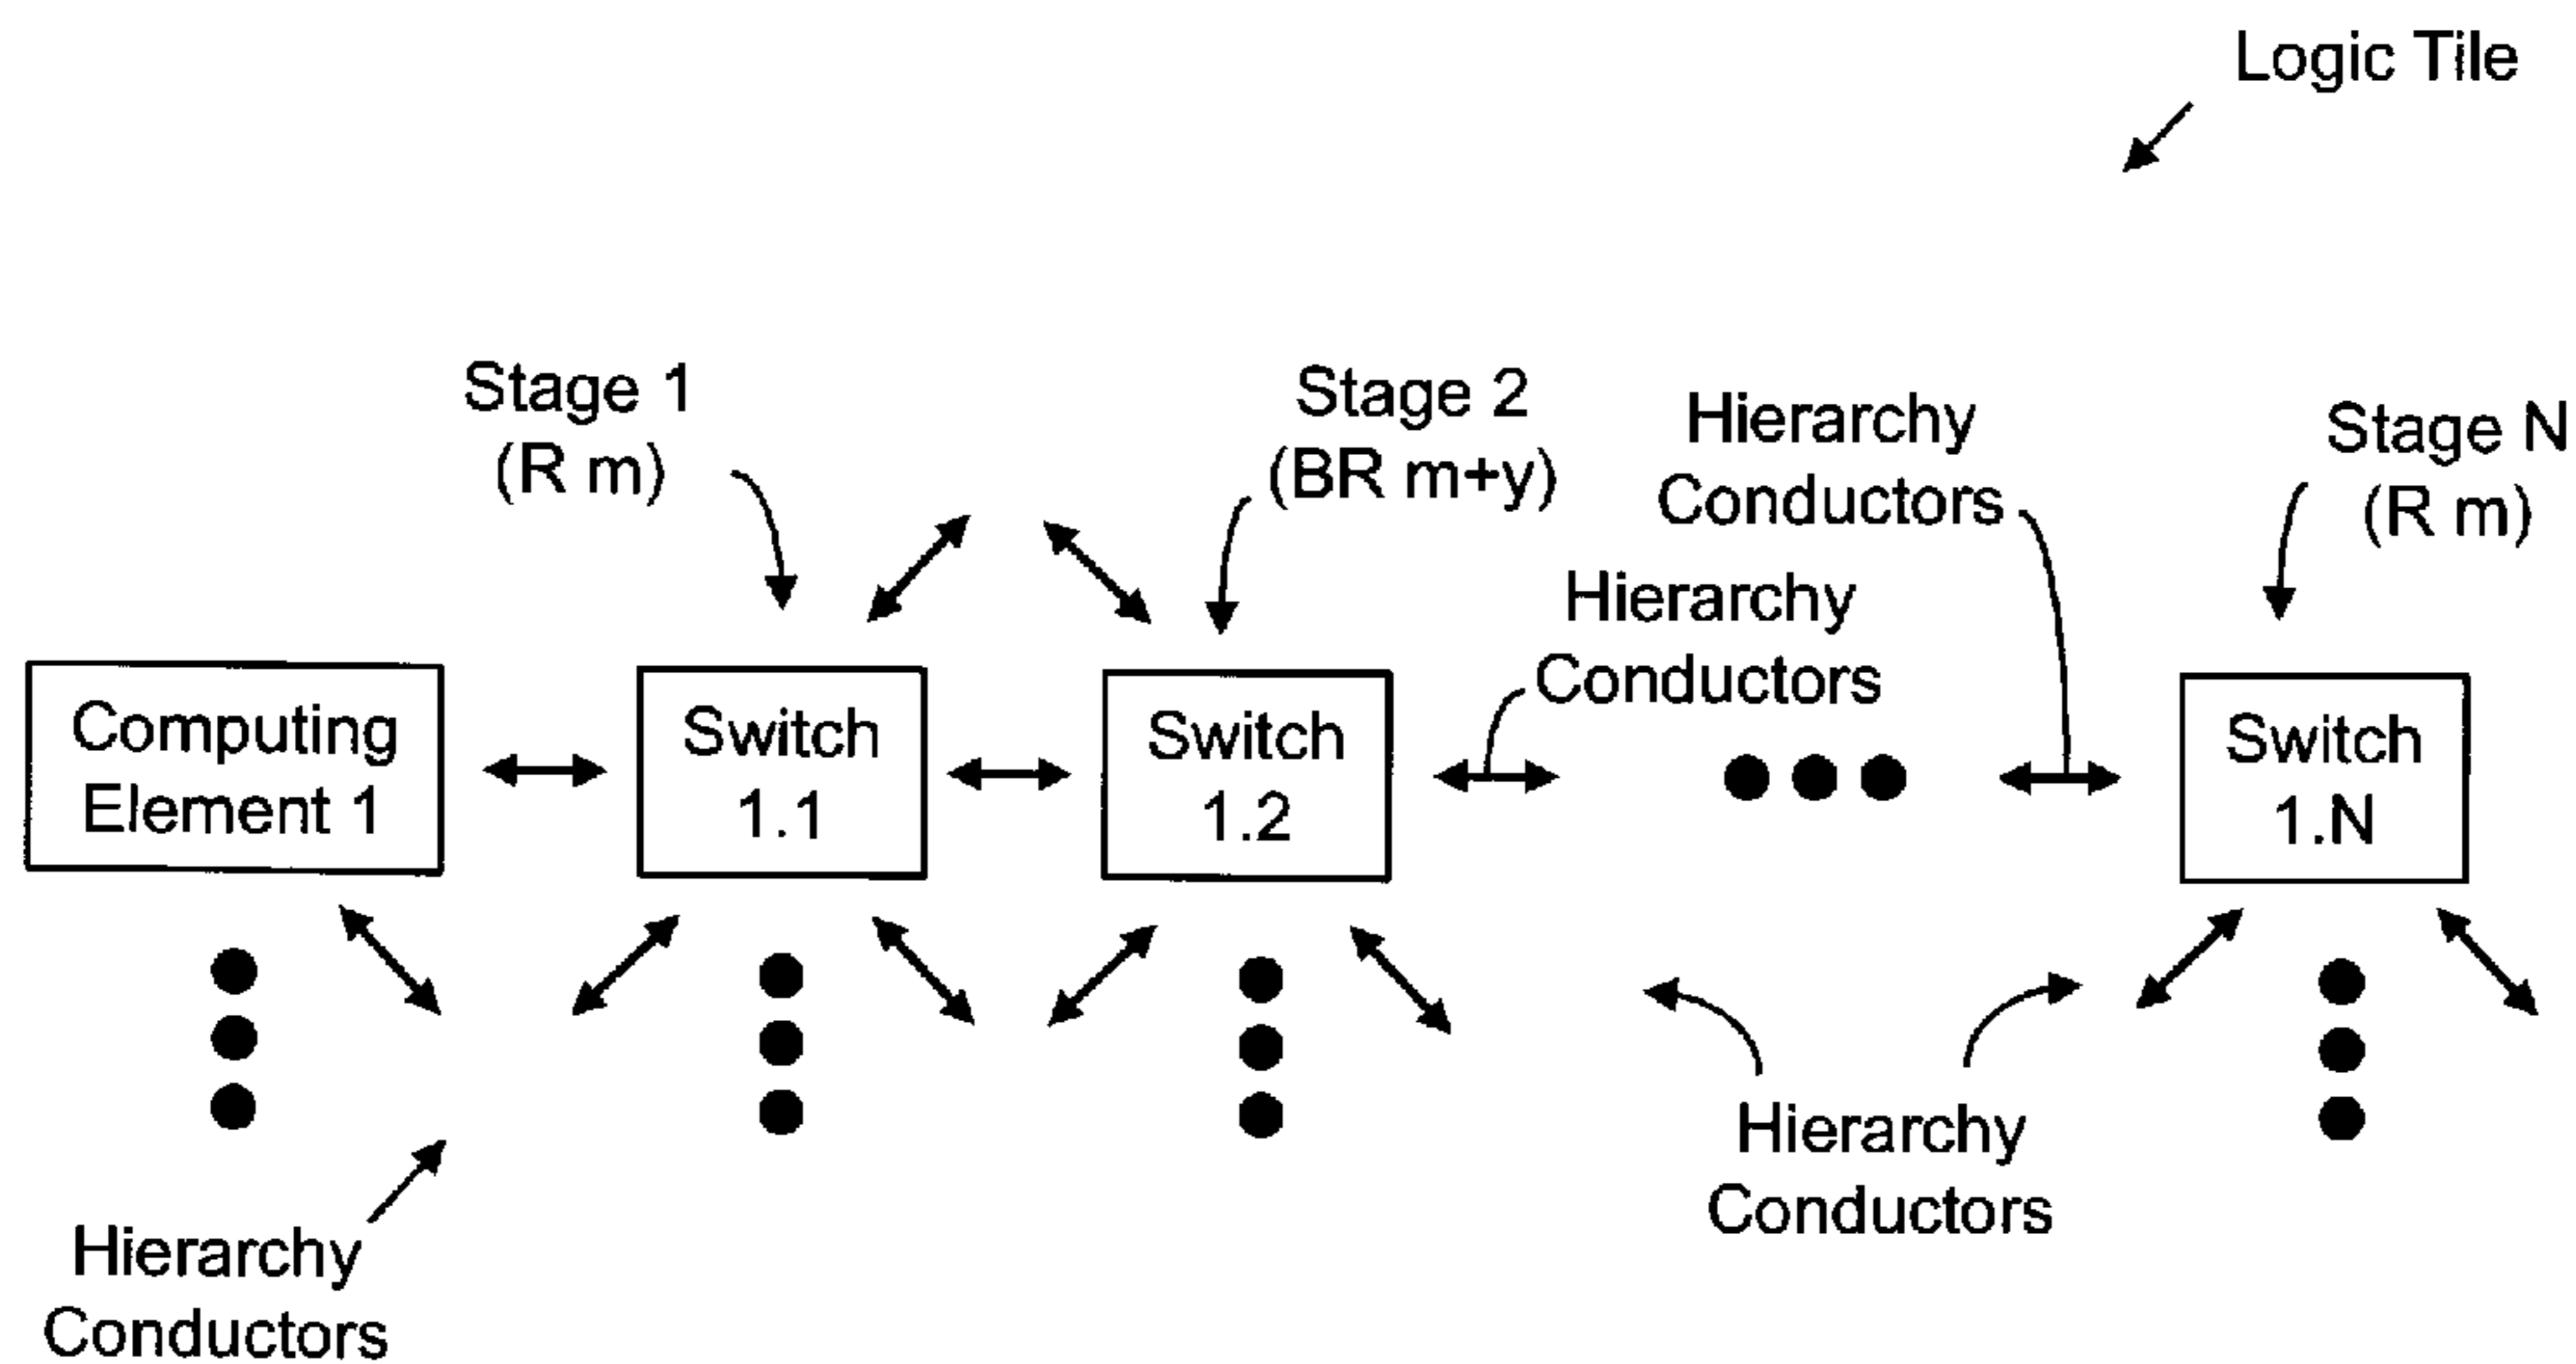 Logic Tile
Stage 1
(R m)
Stage 2
(BR m+y)
Hierarchy
Conductors
Stage N
(R m)
Hierarchy
Conductors
Computing
Element 1
Switch
1.1
Switch
1.2
Switch
1.N
Hierarchy
Conductors
Hierarchy
Conductors